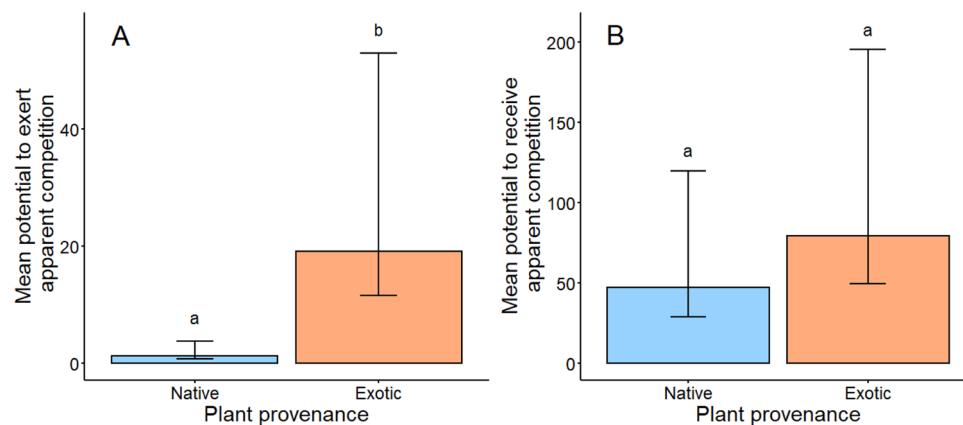 A
Mean potential to exert
apparent competition
0
20
40
a
b
Native
Exotic
Plant provenance
B
Mean potential to receive
apparent competition
0
50
100
150
200
a
a
Native
Exotic
Plant provenance